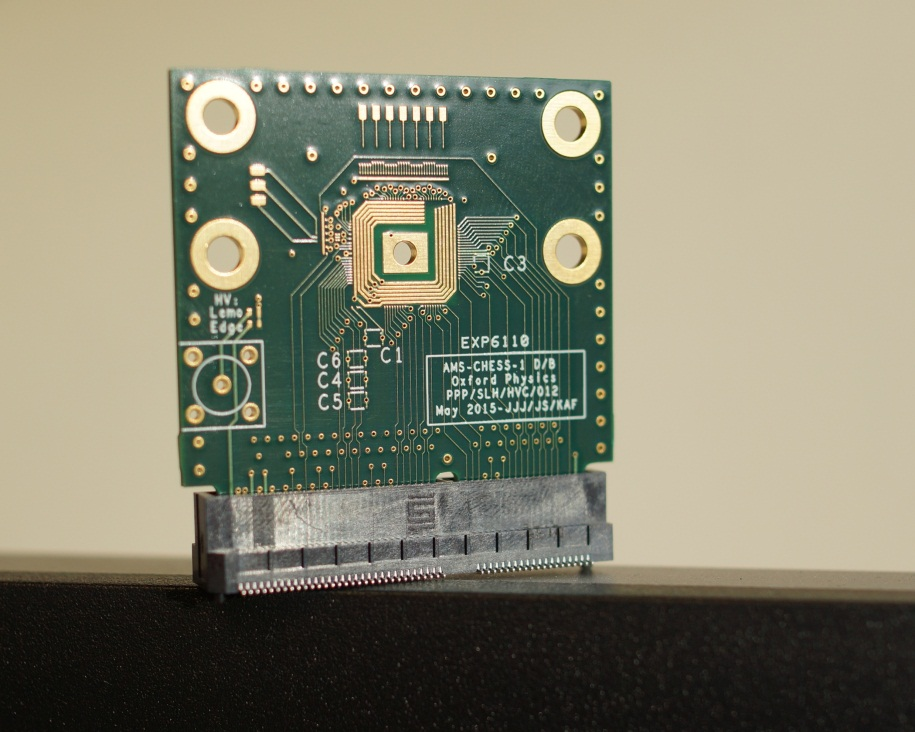 HV:
Lemo
Edge
C3
C1
C6
C4
C5
EXP6110
AMS-CHESS-1 D/B
Oxford Physics
PPP/SLH/HVC/012
May 2015-JJJ/JS/KAF